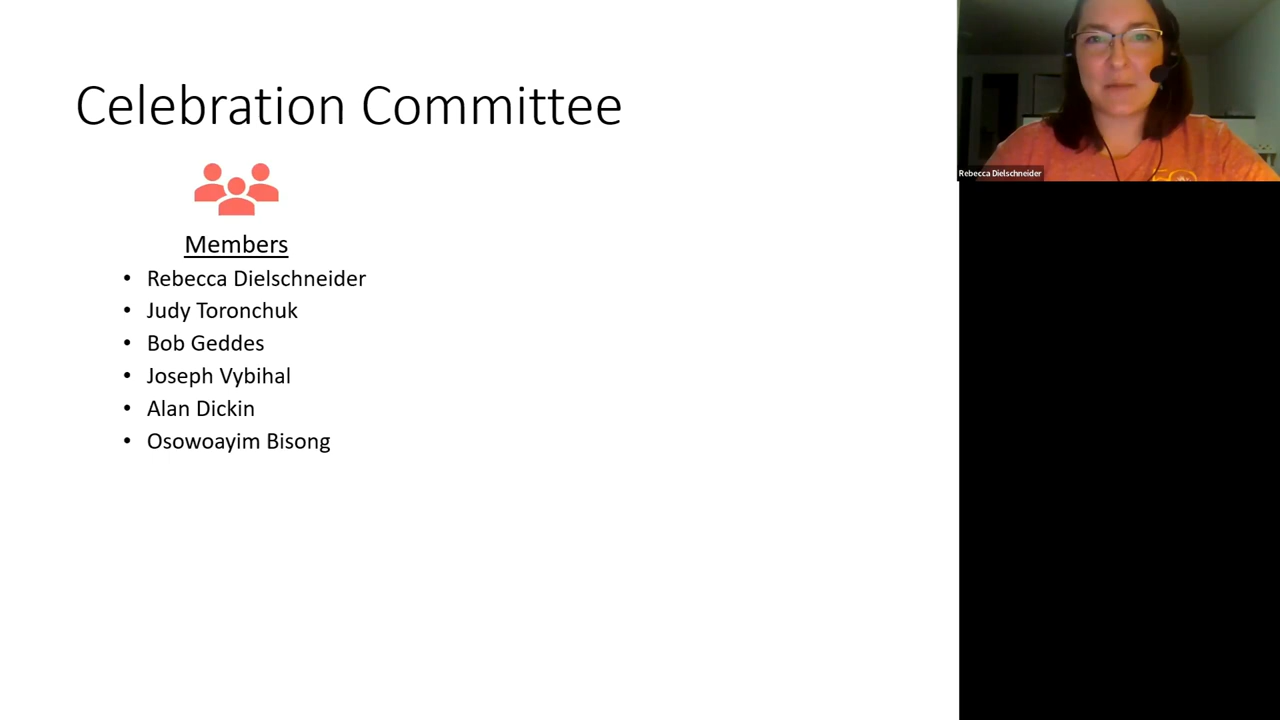 Celebration Committee
Members
• Rebecca Dielschneider
• Judy Toronchuk
• Bob Geddes
• Joseph Vybihal
• Alan Dickin
• Osowoayim Bisong
Rebecca Dielschneider